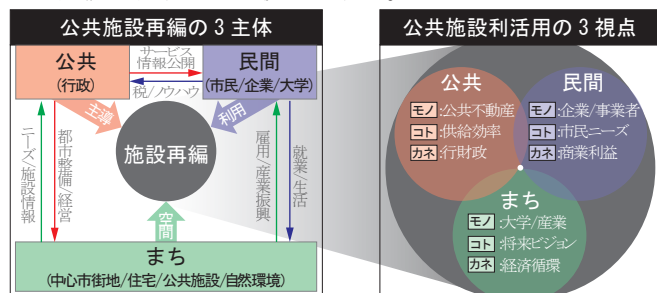 公共施設再編の3主体
公共
(行政)
サービス
情報公開
税/ノウハウ
民間
(市民/企業/大学)
主導
利用
施設再編
空間
ニーズ/施設情報
都市整備/経営
雇用/産業振興
就業/生活
まち
(中心市街地/住宅/公共施設/自然環境)
公共施設利活用の3視点
公共
モノ:公共不動産
コト:供給効率
カネ:行財政
民間
モノ:企業/事業者
コト:市民ニーズ
カネ:商業利益
まち
モノ:大学/産業
コト:将来ビジョン
カネ:経済循環